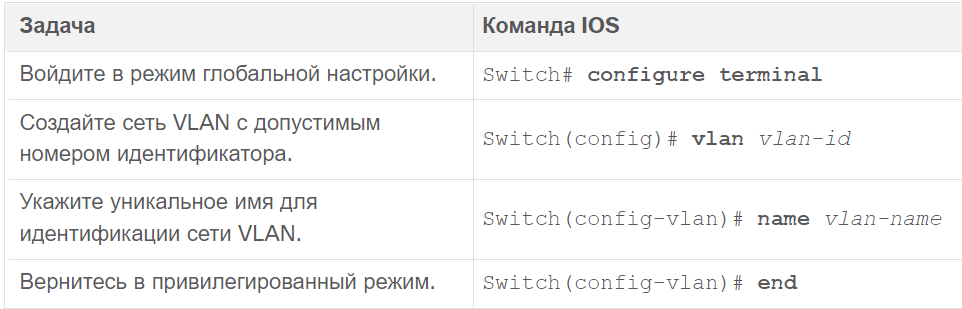 Задача
Команда IOS
Войдите в режим глобальной настройки.
Switch# configure terminal
Создайте сеть VLAN с допустимым
номером идентификатора.
Switch(config)# vlan vlan-id
Укажите уникальное имя для
идентификации сети VLAN.
Switch(config-vlan)# name vlan-name
Вернитесь в привилегированный режим.
Switch(config-vlan)# end